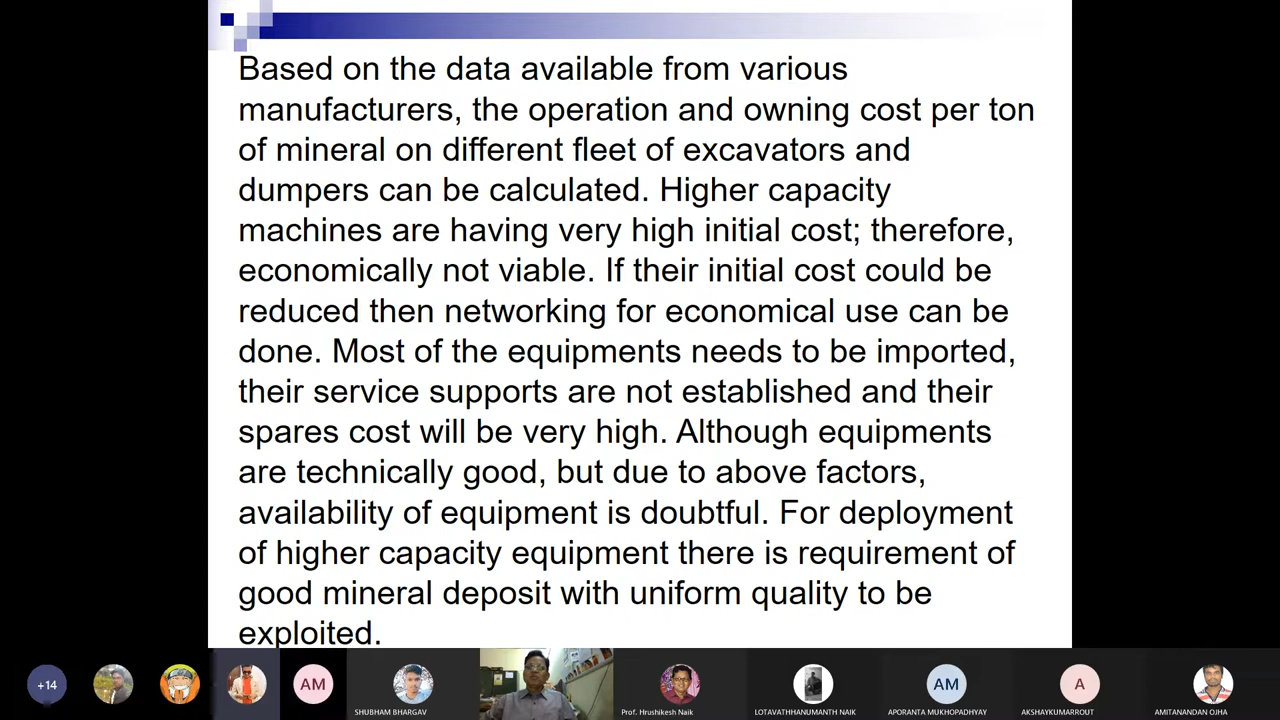 Based on the data available from various
manufacturers, the operation and owning cost per ton
of mineral on different fleet of excavators and
dumpers can be calculated. Higher capacity
machines are having very high initial cost; therefore,
economically not viable. If their initial cost could be
reduced then networking for economical use can be
done. Most of the equipments needs to be imported,
their service supports are not established and their
spares cost will be very high. Although equipments
are technically good, but due to above factors,
availability of equipment is doubtful. For deployment
of higher capacity equipment there is requirement of
good mineral deposit with uniform quality to be
exploited.
+14
AM
SHUBHAM BHARGAV
Prof. Hrushikesh Naik
LOTAVATHHANUMANTH NAIK
AM
APORANTA MUKHOPADHYAY
A
AKSHAYKUMARROUT
AMITANANDAN OJHA